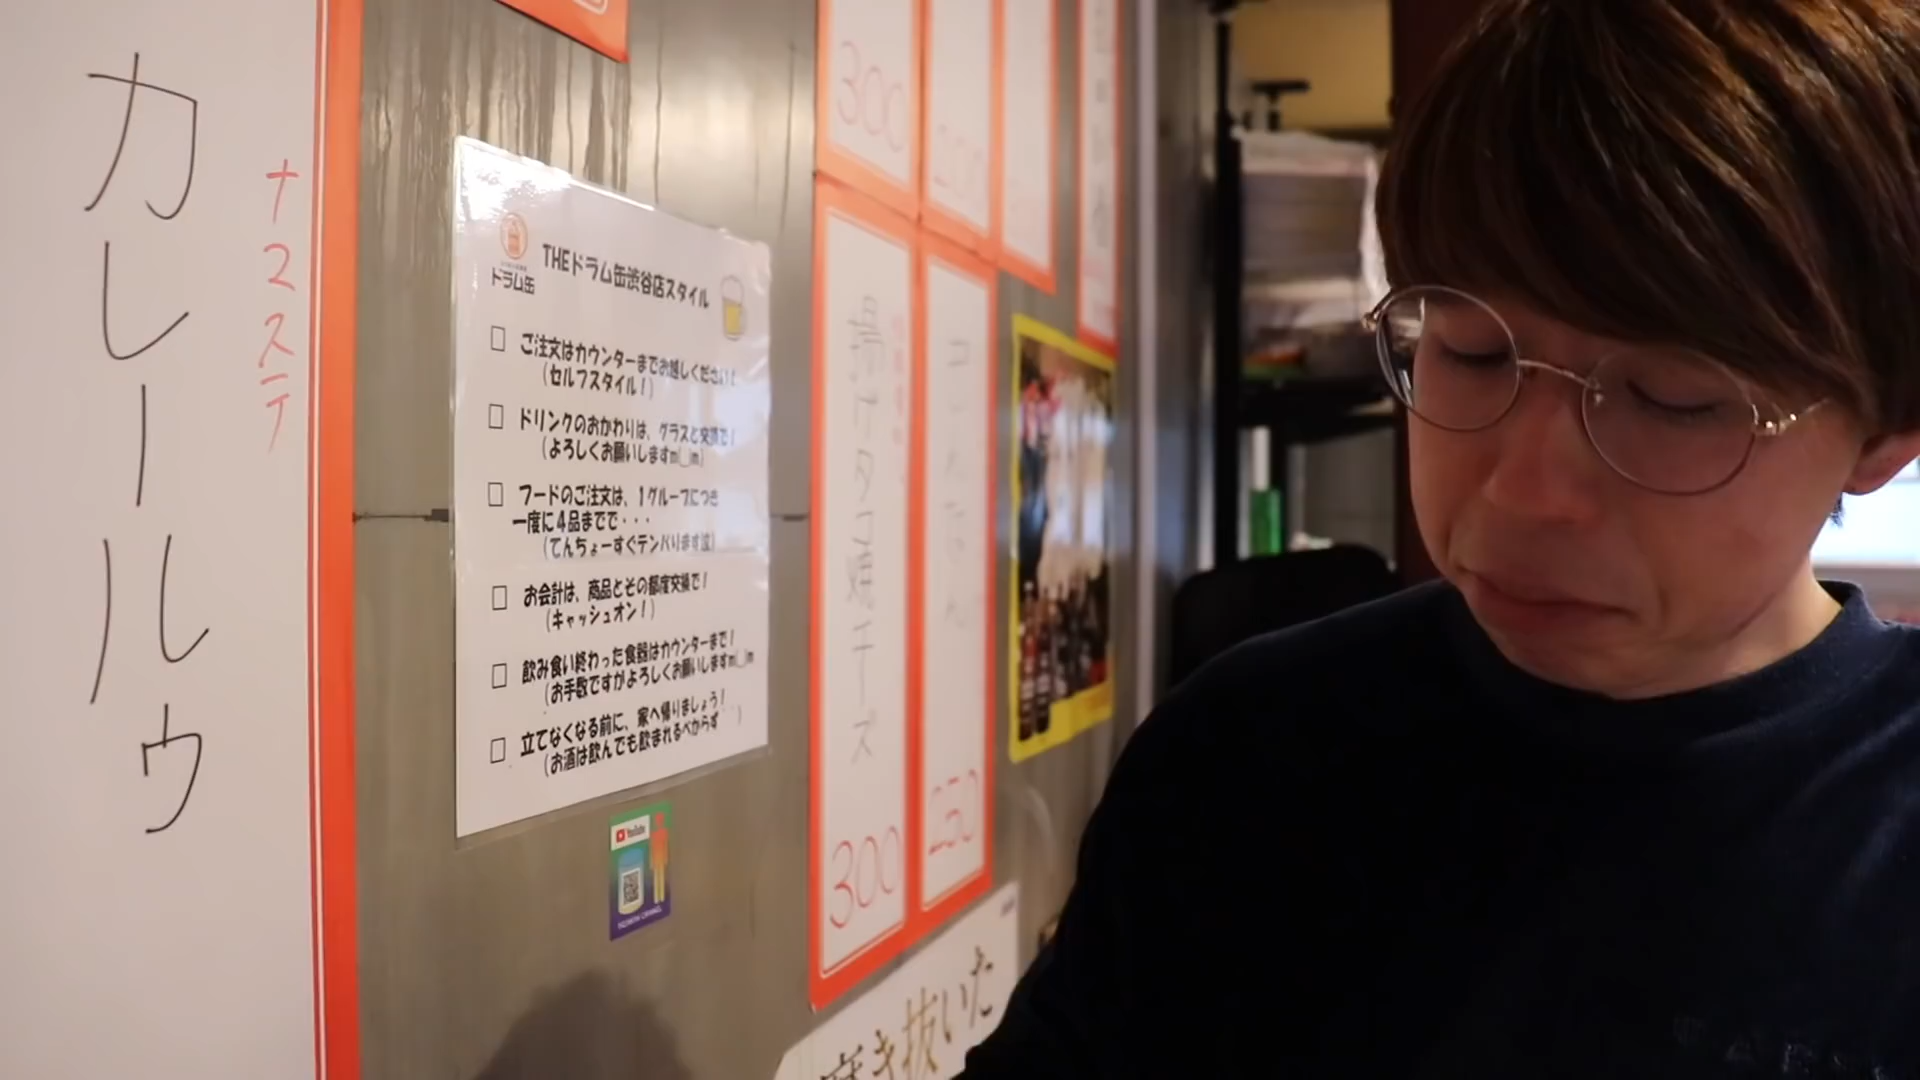 カレールウ
ナスステ
ドラム缶
THEドラム缶渋谷店スタイル
□ ご注文はカウンターまでお越しください!
(セルフスタイル!)
□ ドリンクのおかわりは、グラスと交換で!
(よろしくお願いしますm(_)m)
□ フードのご注文は、1グループにつき
一度に4品までで・・・
(てんちょーすぐテンパります泣)
□ お会計は、商品とその都度交換で!
(キャッシュオン!)
□ 飲み食い終わった食器はカウンターまで!
(お手数ですがよろしくお願いしますm(_)m
□ 立てなくなる前に、家へ帰りましょう!
(お酒は飲んでも飲まれるべからず・・)
YouTube
300
揚げタコ焼チーズ
300
250
磨き抜いた